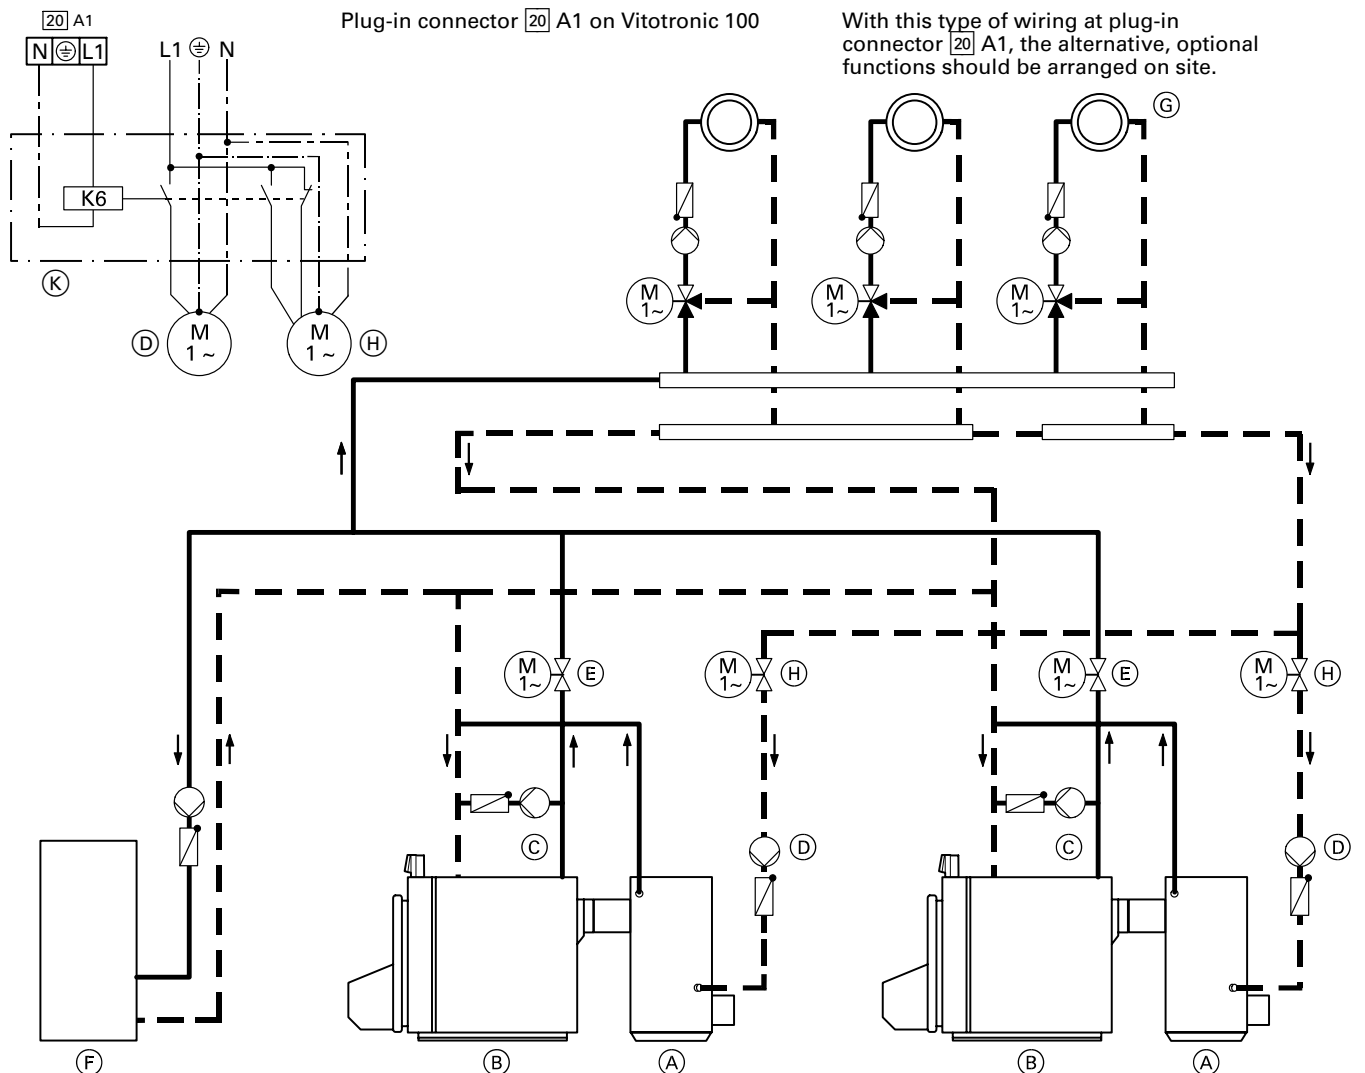 20 A1
N L1
L1 N
Plug-in connector 20 A1 on Vitotronic 100
With this type of wiring at plug-in
connector 20 A1, the alternative, optional
functions should be arranged on site.
K6
K
D
M
1 ~
M
1 ~
H
G
M
1~
M
1~
M
1~
M
1~
E
M
1~
H
M
1~
E
M
1~
H
C
D
C
D
F
B
A
B
A